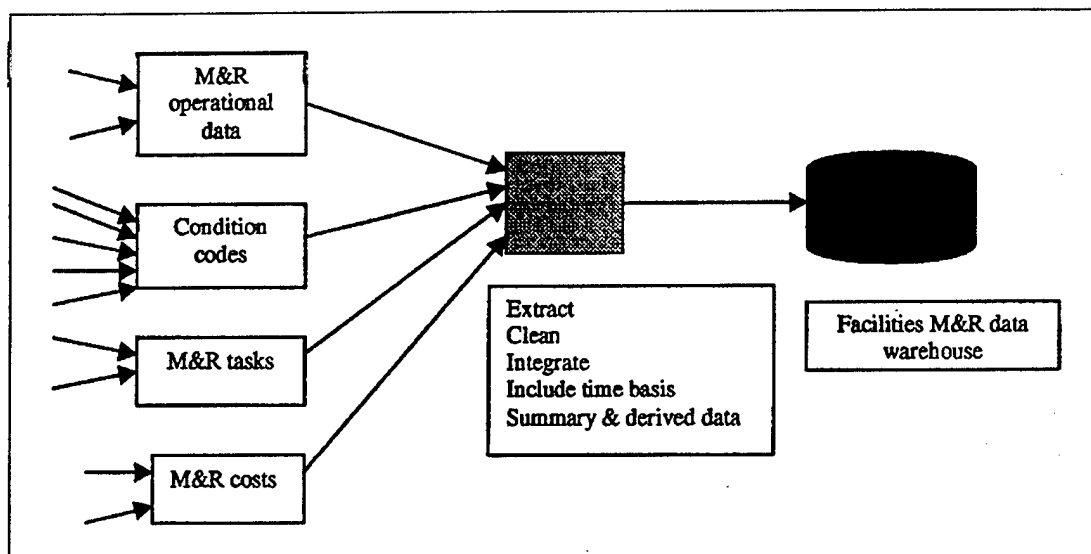 M&R
operational
data
Condition
codes
M&R tasks
M&R costs
Extract
Clean
Integrate
Include time basis
Summary & derived data
Facilities M&R data
warehouse